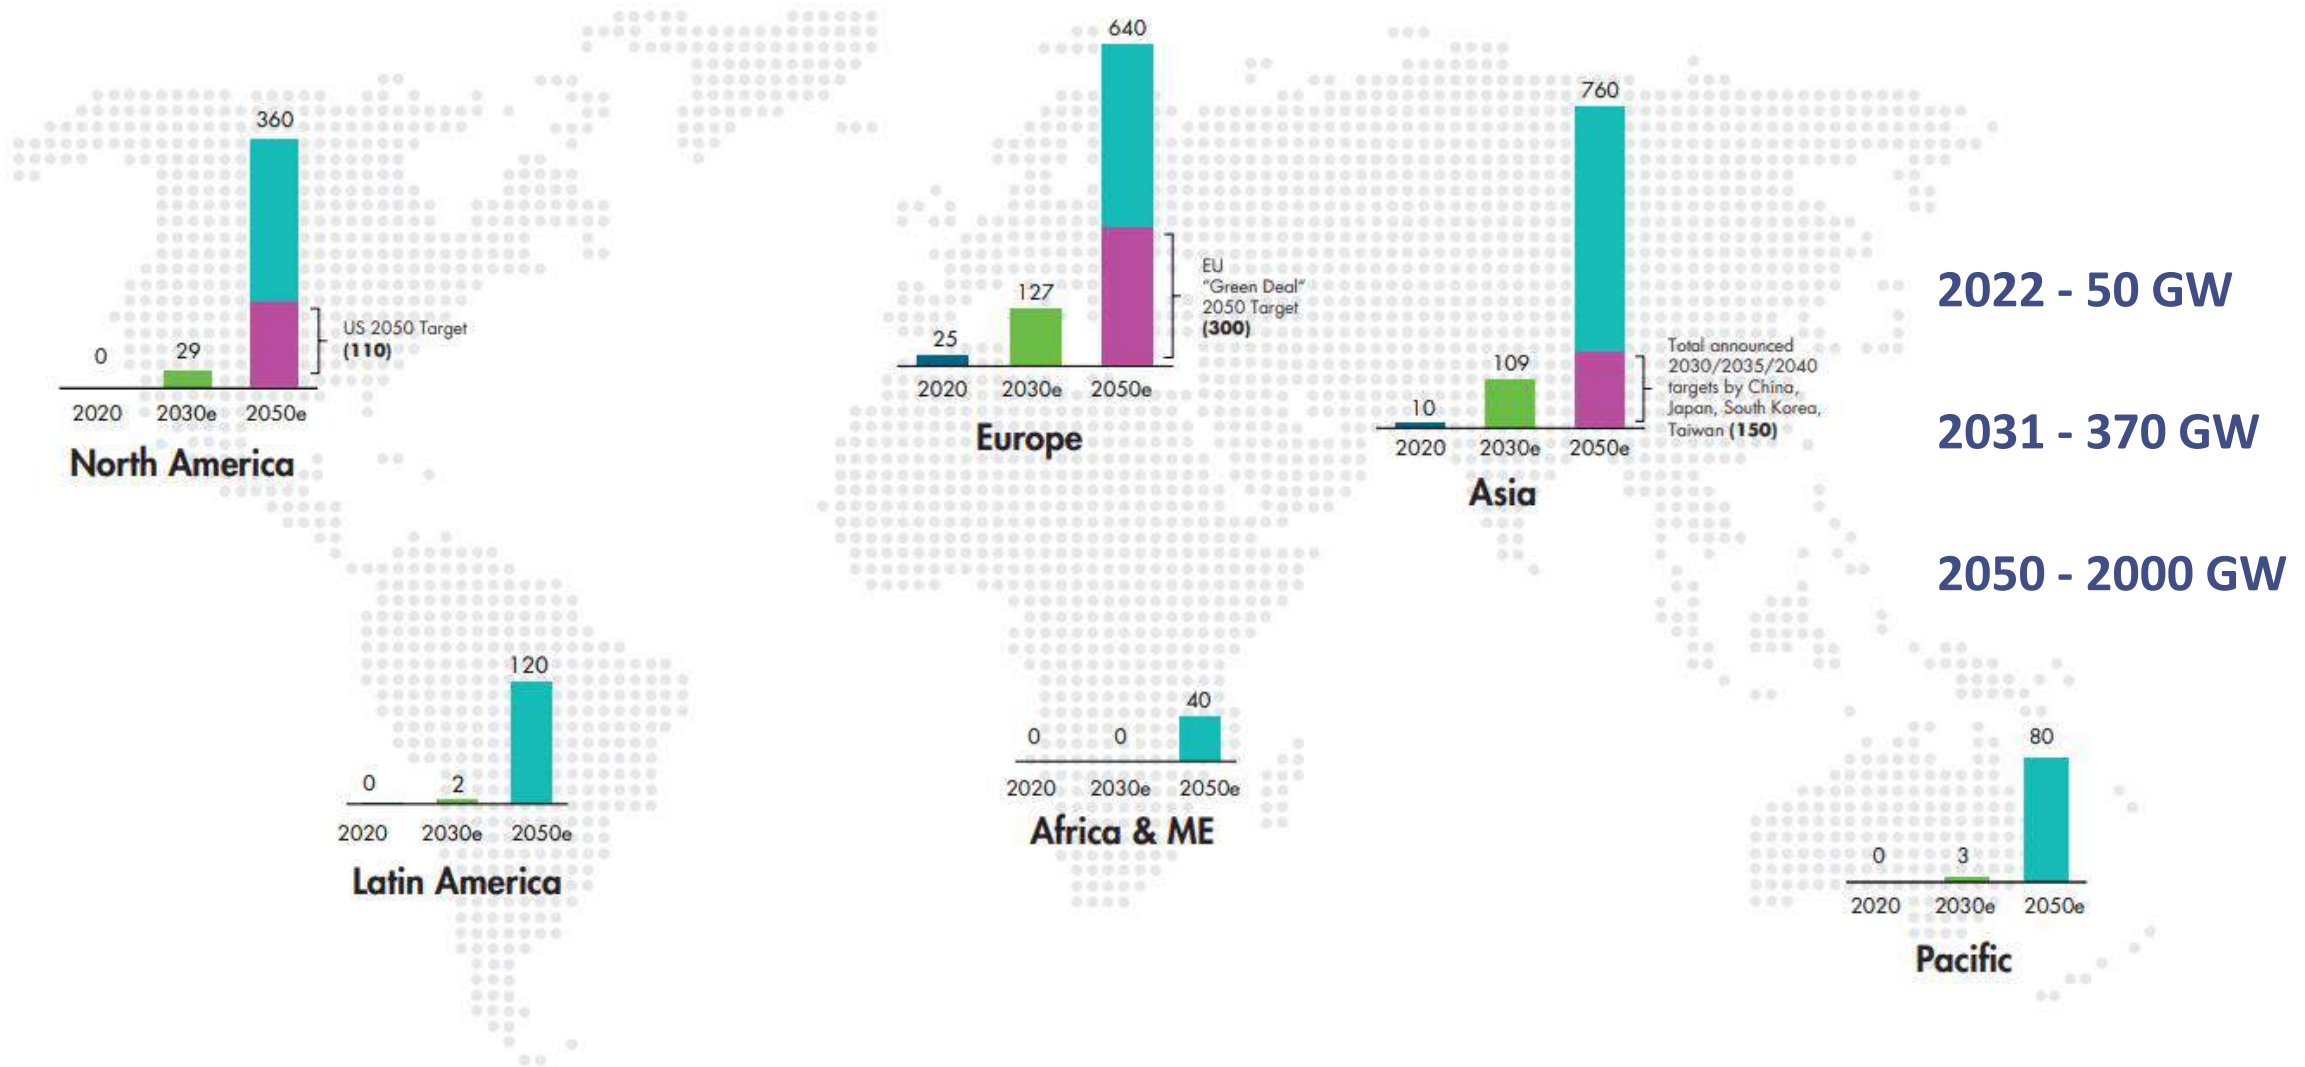 360
US 2050 Target
(110)
0
29
2020
2030e
2050e
North America
640
EU
"Green Deal"
2050 Target
(300)
127
25
2020
2030e
2050e
Europe
760
Total announced
2030/2035/2040
targets by China,
Japan, South Korea,
Taiwan (150)
109
10
2020
2030e
2050e
Asia
2022 - 50 GW
2031 - 370 GW
2050 - 2000 GW
120
0
2
2020
2030e
2050e
Latin America
40
0
0
2020
2030e
2050e
Africa & ME
80
0
3
2020
2030e
2050e
Pacific